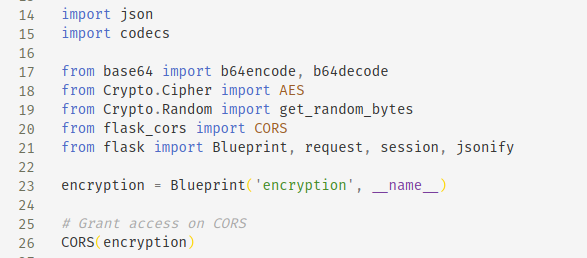 14 import json
15 import codecs
16
17 from base64 import b64encode, b64decode
18 from Crypto.Cipher import AES
19 from Crypto.Random import get_random_bytes
20 from flask_cors import CORS
21 from flask import Blueprint, request, session, jsonify
22
23 encryption = Blueprint('encryption', __name__)
24
25 # Grant access on CORS
26 CORS(encryption)